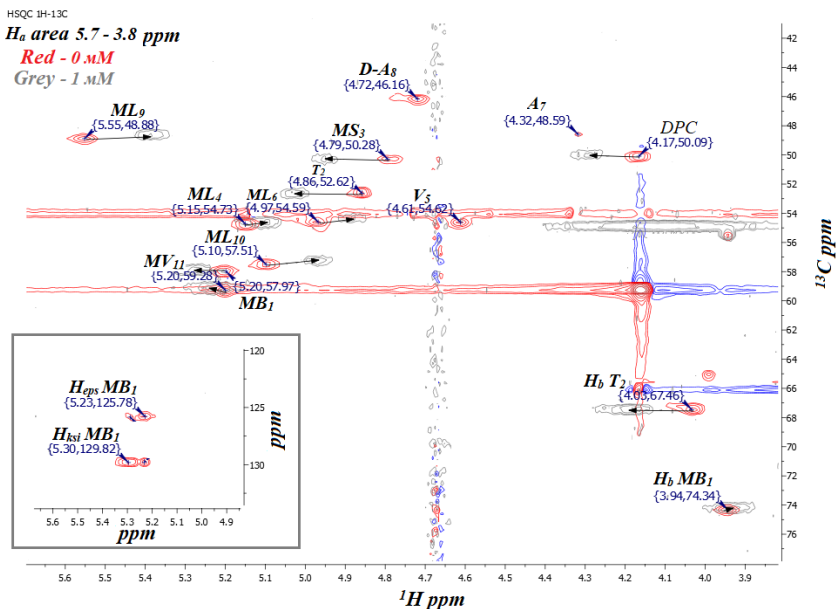 HSQC 1H-13C
Ha area 5.7 - 3.8 ppm
Red - 0 мМ
Grey - 1 мМ
ML9
{5.55,48.88}
D-A8
{4.72,46.16}
A7
{4.32,48.59}
MS3
{4.79,50.28}
DPC
{4.17,50.09}
T2
{4.86,52.62}
ML4
{5.15,54.73}
ML6
{4.97,54.59}
V5
{4.61,54.62}
ML10
{5.10,57.51}
MV11
{5.20,59.28}
{5.20,57.97}
MB1
Hb T2
{4.03,67.46}
Hb MB1
{3.94,74.34}
Heps MB1
{5.23,125.78}
Hksi MB1
{5.30,129.82}
120
125
130
ppm
5.6 5.5 5.4 5.3 5.2 5.1 5.0 4.9
ppm
42
44
46
48
50
52
54
56
58
60
62
64
66
68
70
72
74
76
13C ppm
5.6 5.5 5.4 5.3 5.2 5.1 5.0 4.9 4.8 4.7 4.6 4.5 4.4 4.3 4.2 4.1 4.0 3.9
1H ppm